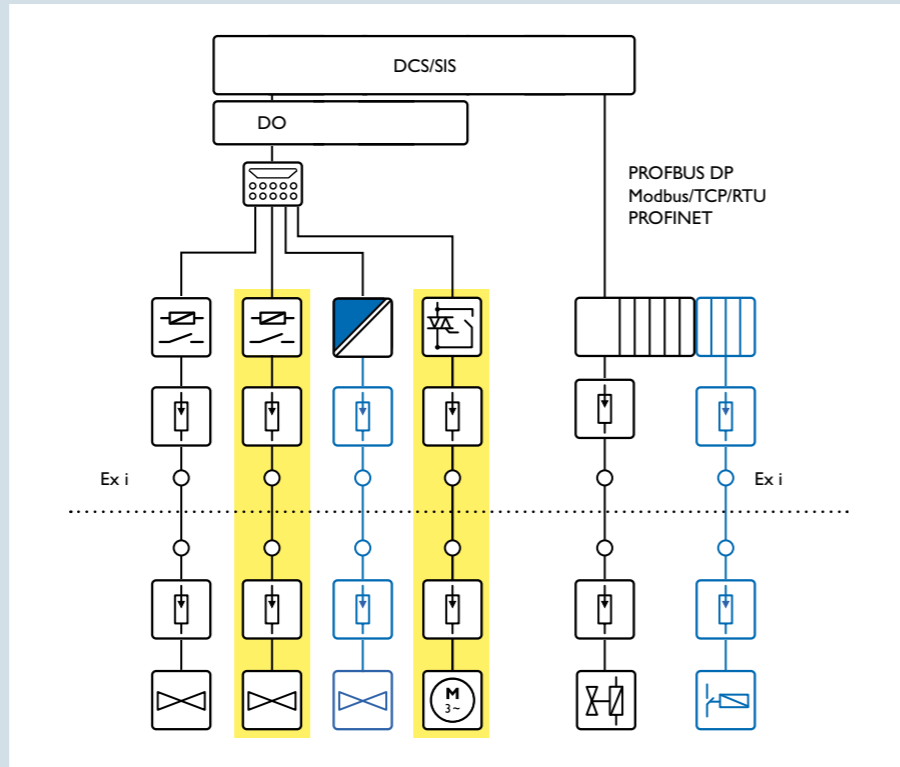 DCS/SIS
DO
PROFBUS DP
Modbus/TCP/RTU
PROFINET
Ex i
Ex i
M
3~